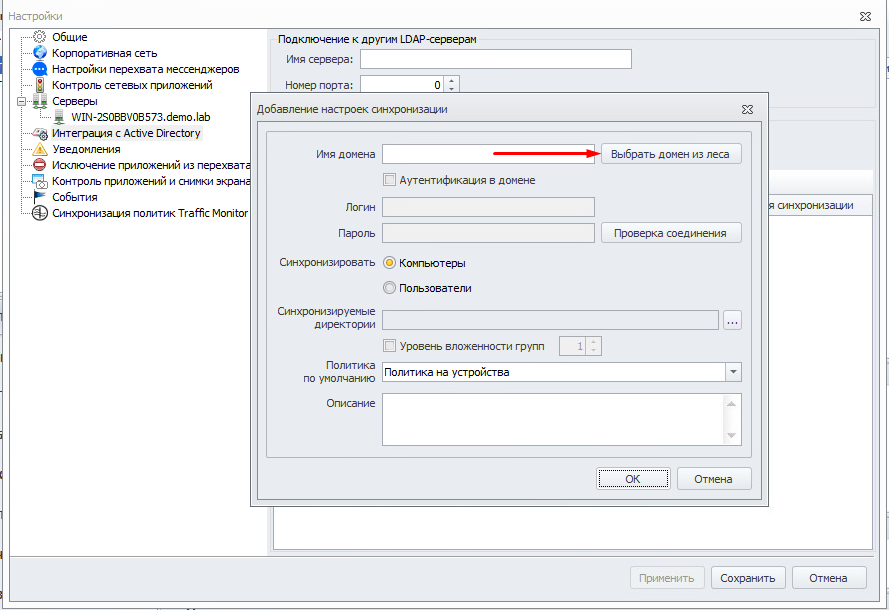 Настройки
Общие
Корпоративная сеть
Настройки перехвата мессенджеров
Контроль сетевых приложений
Серверы
WIN-2S0BBV0B573.demo.lab
Интеграция с Active Directory
Уведомления
Исключение приложений из перехвата
Контроль приложений и снимки экрана
События
Синхронизация политик Traffic Monitor
Подключение к другим LDAP-серверам
Имя сервера:
Номер порта: 0
я синхронизации
Добавление настроек синхронизации
Имя домена Выбрать домен из леса
Аутентификация в домене
Логин
Пароль Проверка соединения
Синхронизировать Компьютеры
Пользователи
Синхронизируемые
директории ...
Уровень вложенности групп 1
Политика
по умолчанию Политика на устройства
Описание
ОК Отмена
Применить Сохранить Отмена